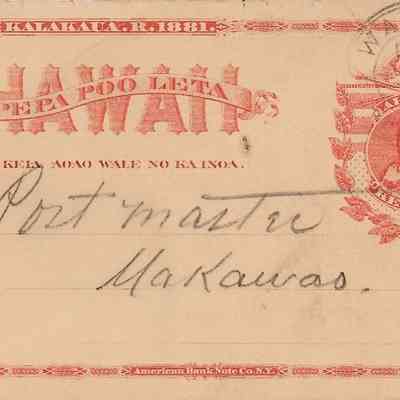 KALAKAUA.R.1881.
HAWAII
PEPA POO LETA
KEIA AOAO WALE NO KA INOA.
Post master
Makawao.
American Bank Note Co. N.Y.